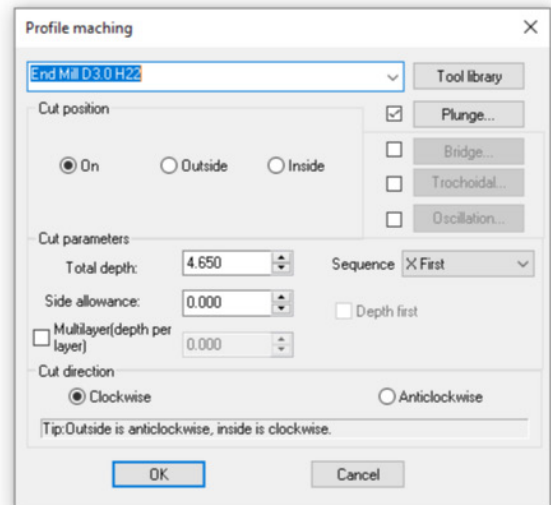 Profile maching
End Mill D3.0 H22
Tool library
Cut position
Plunge...
On
Outside
Inside
Bridge...
Trochoidal...
Oscillation...
Cut parameters
Total depth:
4.650
Sequence
X First
Side allowance:
0.000
Depth first
Multilayer(depth per
layer)
0.000
Cut direction
Clockwise
Anticlockwise
Tip:Outside is anticlockwise, inside is clockwise.
OK
Cancel